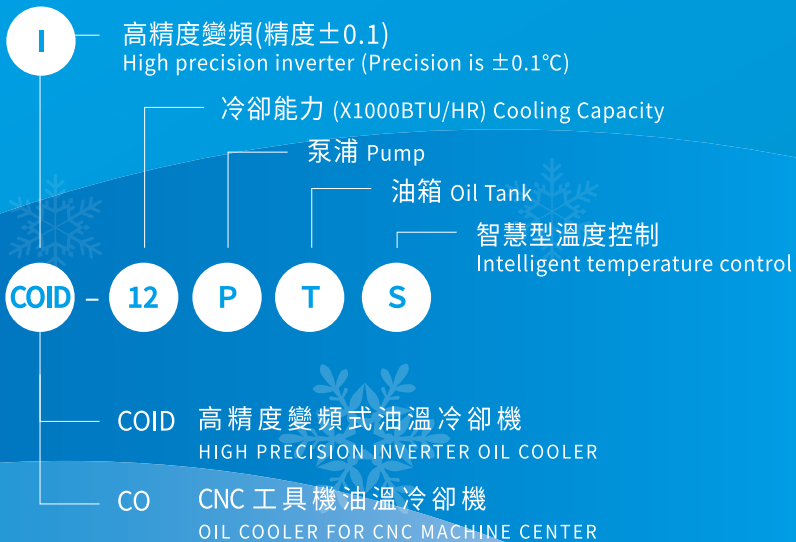 I
高精度變頻(精度±0.1)
High precision inverter (Precision is ±0.1℃)
冷卻能力 (X1000BTU/HR) Cooling Capacity
泵浦 Pump
油箱 Oil Tank
智慧型溫度控制
Intelligent temperature control
COID – 12 P T S
COID 高精度變頻式油溫冷卻機
HIGH PRECISION INVERTER OIL COOLER
CO CNC 工具機油溫冷卻機
OIL COOLER FOR CNC MACHINE CENTER